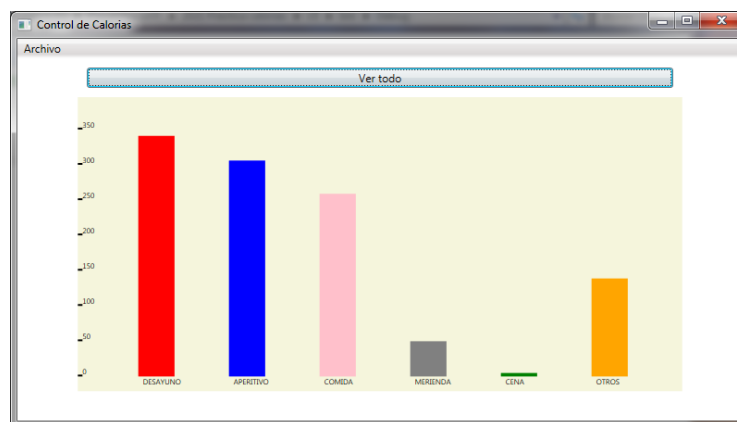 Control de Calorias
Archivo
Ver todo
350
300
250
200
150
100
50
0
DESAYUNO APERITIVO COMIDA MERIENDA CENA OTROS